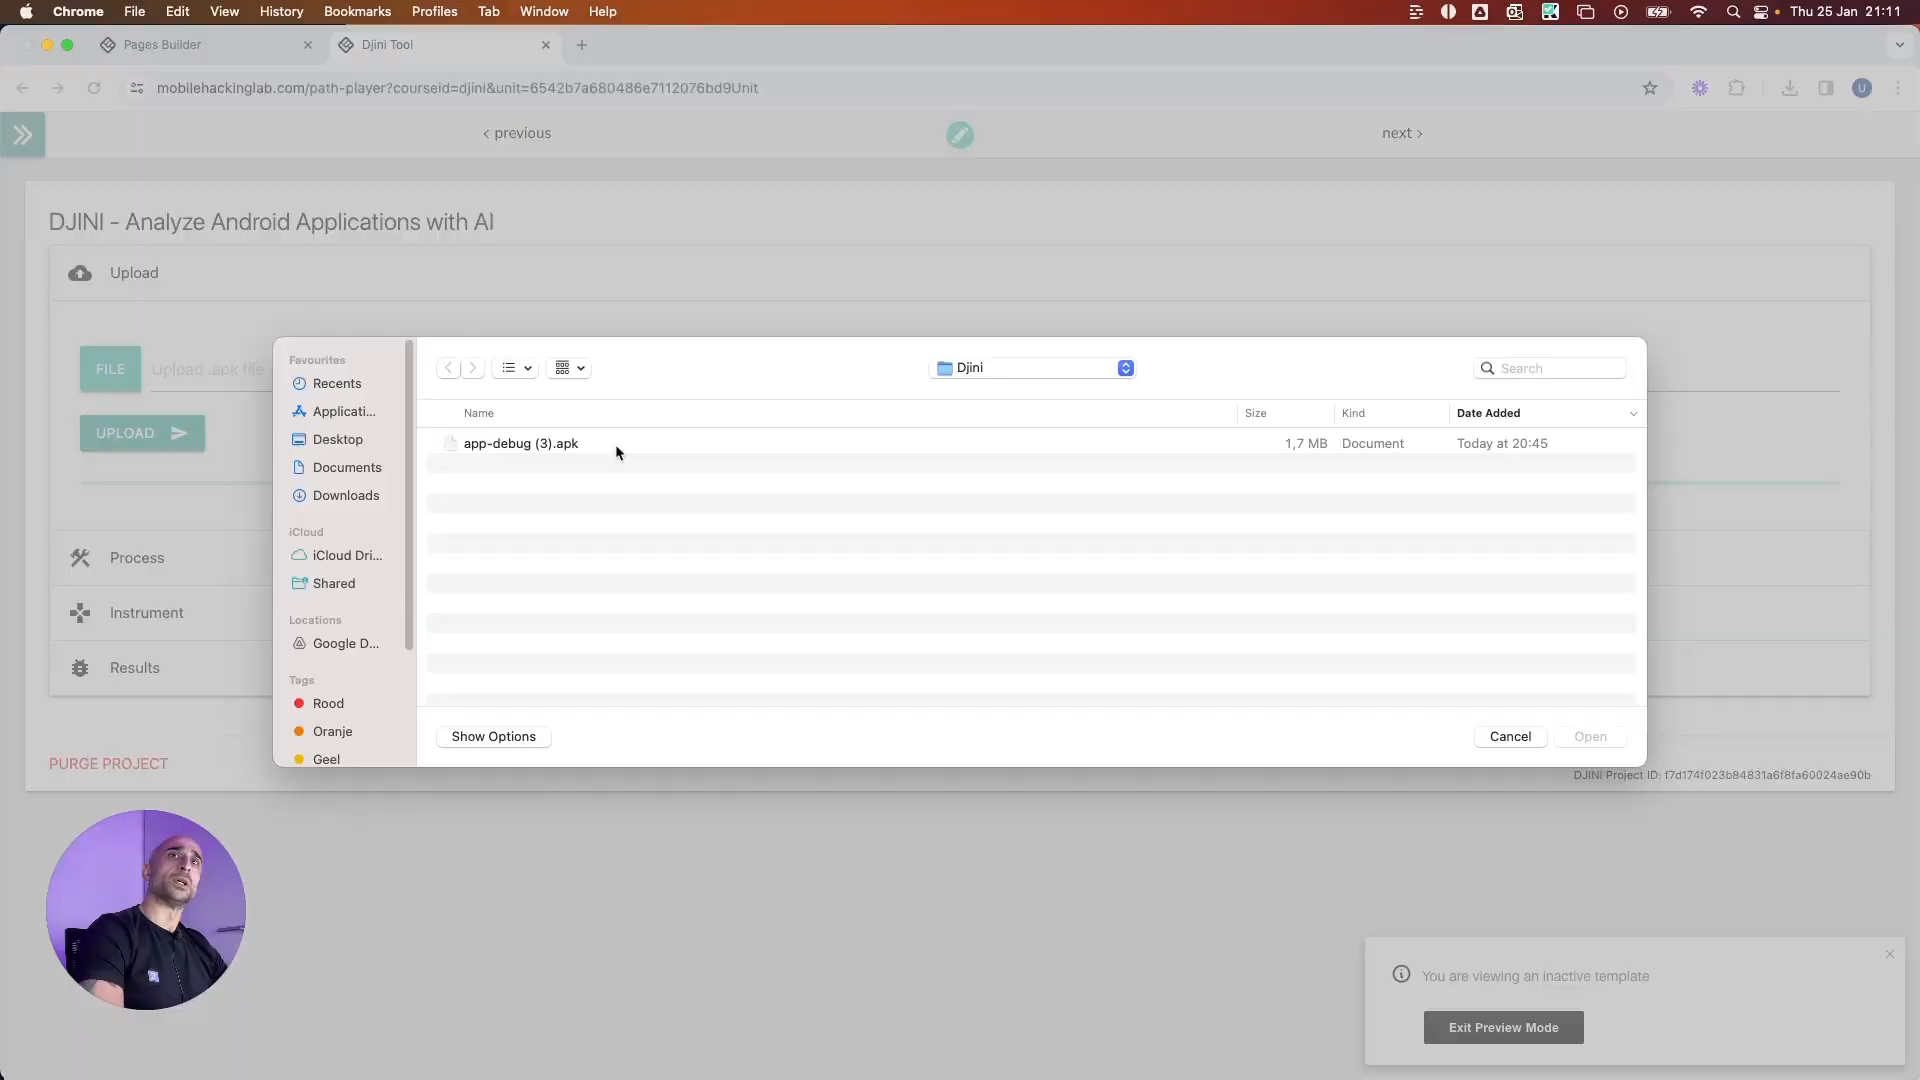 Chrome File Edit View History Bookmarks Profiles Tab Window Help Thu 25 Jan 21:11
Pages Builder Djini Tool
mobilehackinglab.com/path-player?courseid=djini&unit=6542b7a680486e7112076bd9Unit U
< previous next >
DJINI - Analyze Android Applications with AI
Upload
FILE Upload .apk file
UPLOAD
Process
Instrument
Results
PURGE PROJECT
DJINI Project ID: f7d174f023b84831a6f8fa60024ae90b
Favourites
Recents
Applicati...
Desktop
Documents
Downloads
iCloud
iCloud Dri...
Shared
Locations
Google D...
Tags
Rood
Oranje
Geel
Djini
Search
Name Size Kind Date Added
app-debug (3).apk 1,7 MB Document Today at 20:45
Show Options Cancel Open
You are viewing an inactive template
Exit Preview Mode